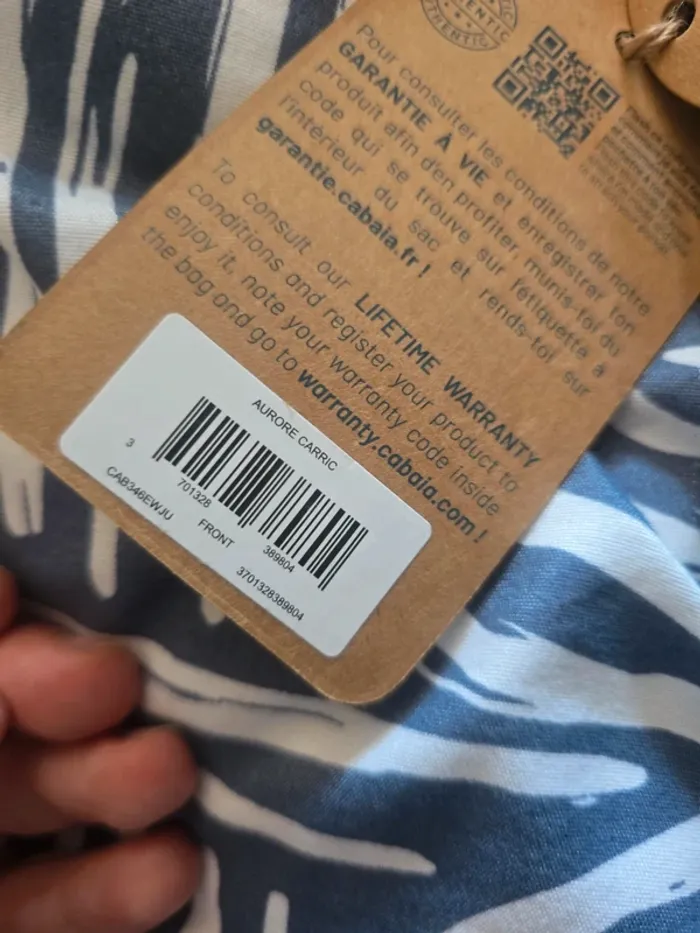 AUTHENTIC
Pour consulter les conditions de notre
GARANTIE À VIE et enregistrer ton
produit afin d'en profiter, munis-toi du
code qui se trouve sur l'étiquette à
l'intérieur du sac et rends-toi sur
garantie.cabaia.fr !
To consult our LIFETIME WARRANTY
conditions and register your product to
enjoy it, note your warranty code inside
the bag and go to warranty.cabaia.com !
AURORE CARRIC
3 701328 389804
CAB346EWJU FRONT
3701328389804